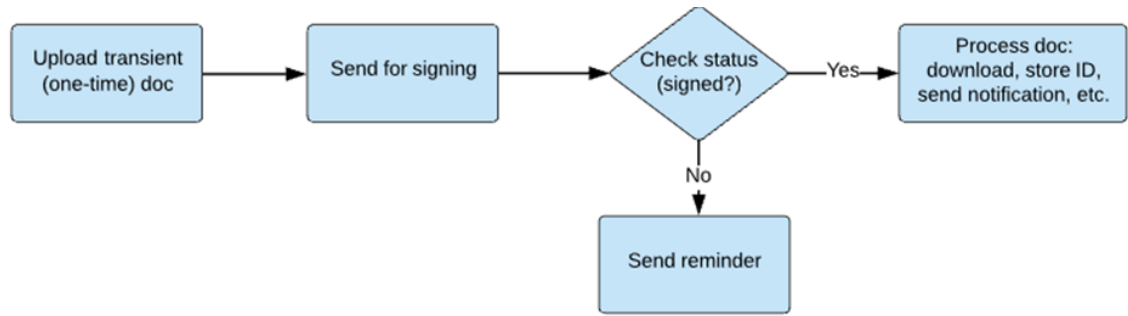 Upload transient
(one-time) doc
Send for signing
Check status
(signed?)
Yes
Process doc:
download, store ID,
send notification, etc.
No
Send reminder